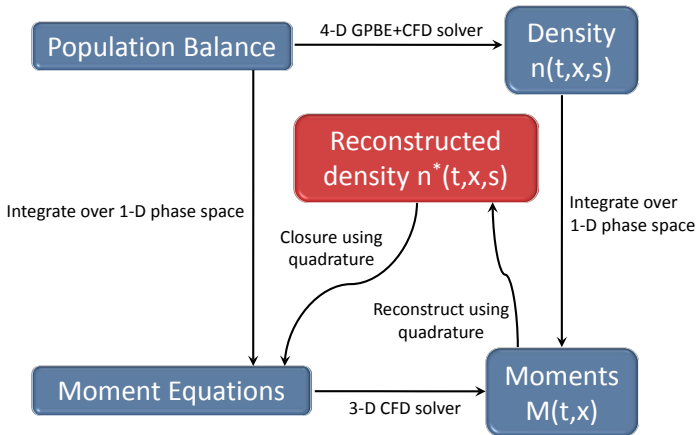 Population Balance
4-D GPBE+CFD solver
Density
n(t,x,s)
Reconstructed
density n*(t,x,s)
Integrate over 1-D phase space
Integrate over
1-D phase space
Closure using
quadrature
Reconstruct using
quadrature
Moment Equations
3-D CFD solver
Moments
M(t,x)